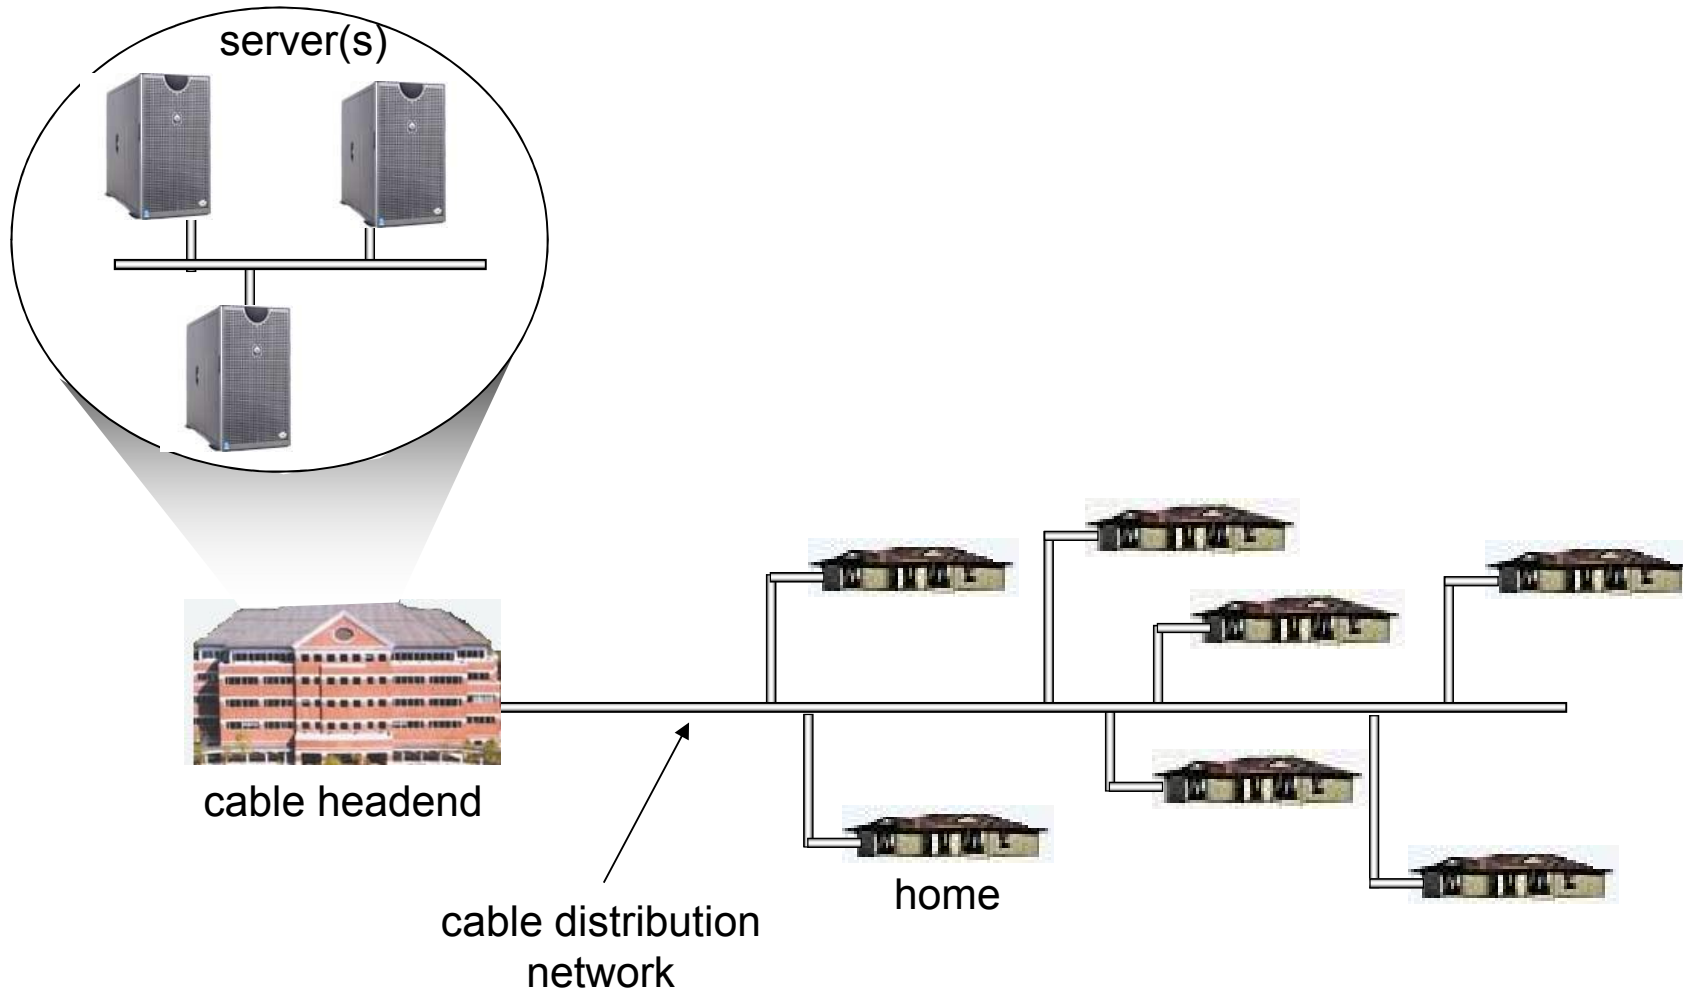 server(s)
cable headend
home
cable distribution
network